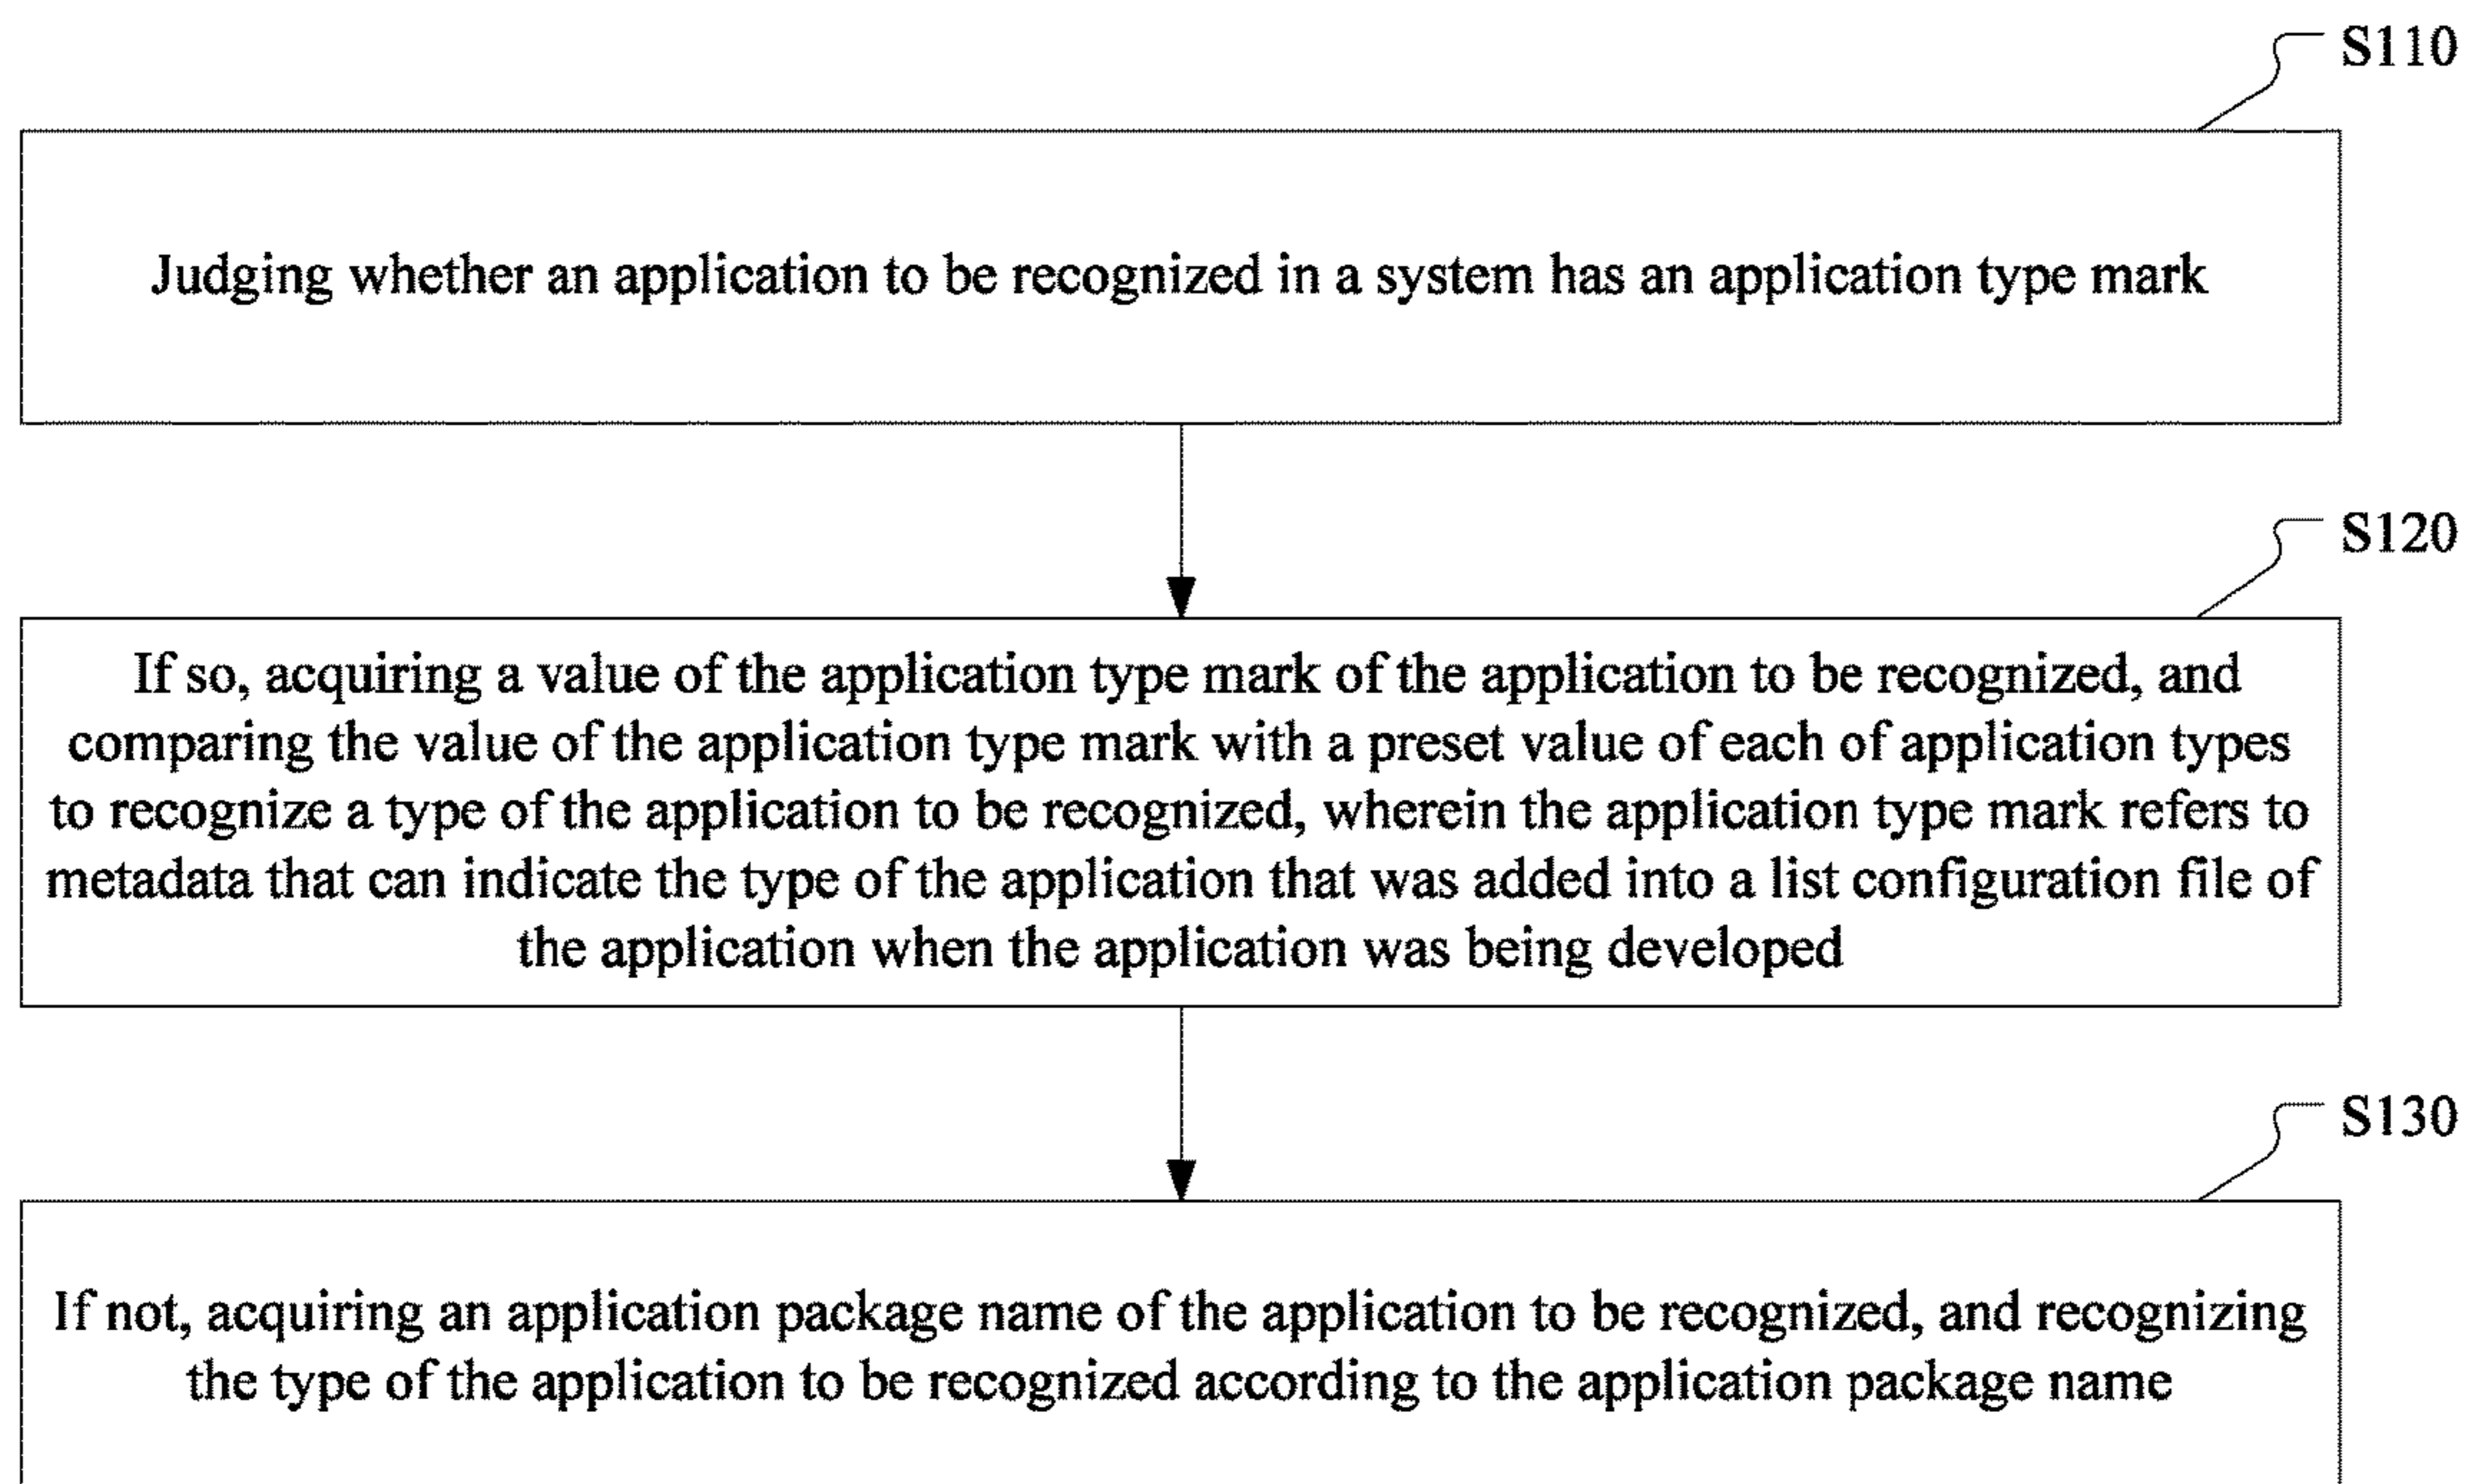 S110
Judging whether an application to be recognized in a system has an application type mark
S120
If so, acquiring a value of the application type mark of the application to be recognized, and
comparing the value of the application type mark with a preset value of each of application types
to recognize a type of the application to be recognized, wherein the application type mark refers to
metadata that can indicate the type of the application that was added into a list configuration file of
the application when the application was being developed
S130
If not, acquiring an application package name of the application to be recognized, and recognizing
the type of the application to be recognized according to the application package name